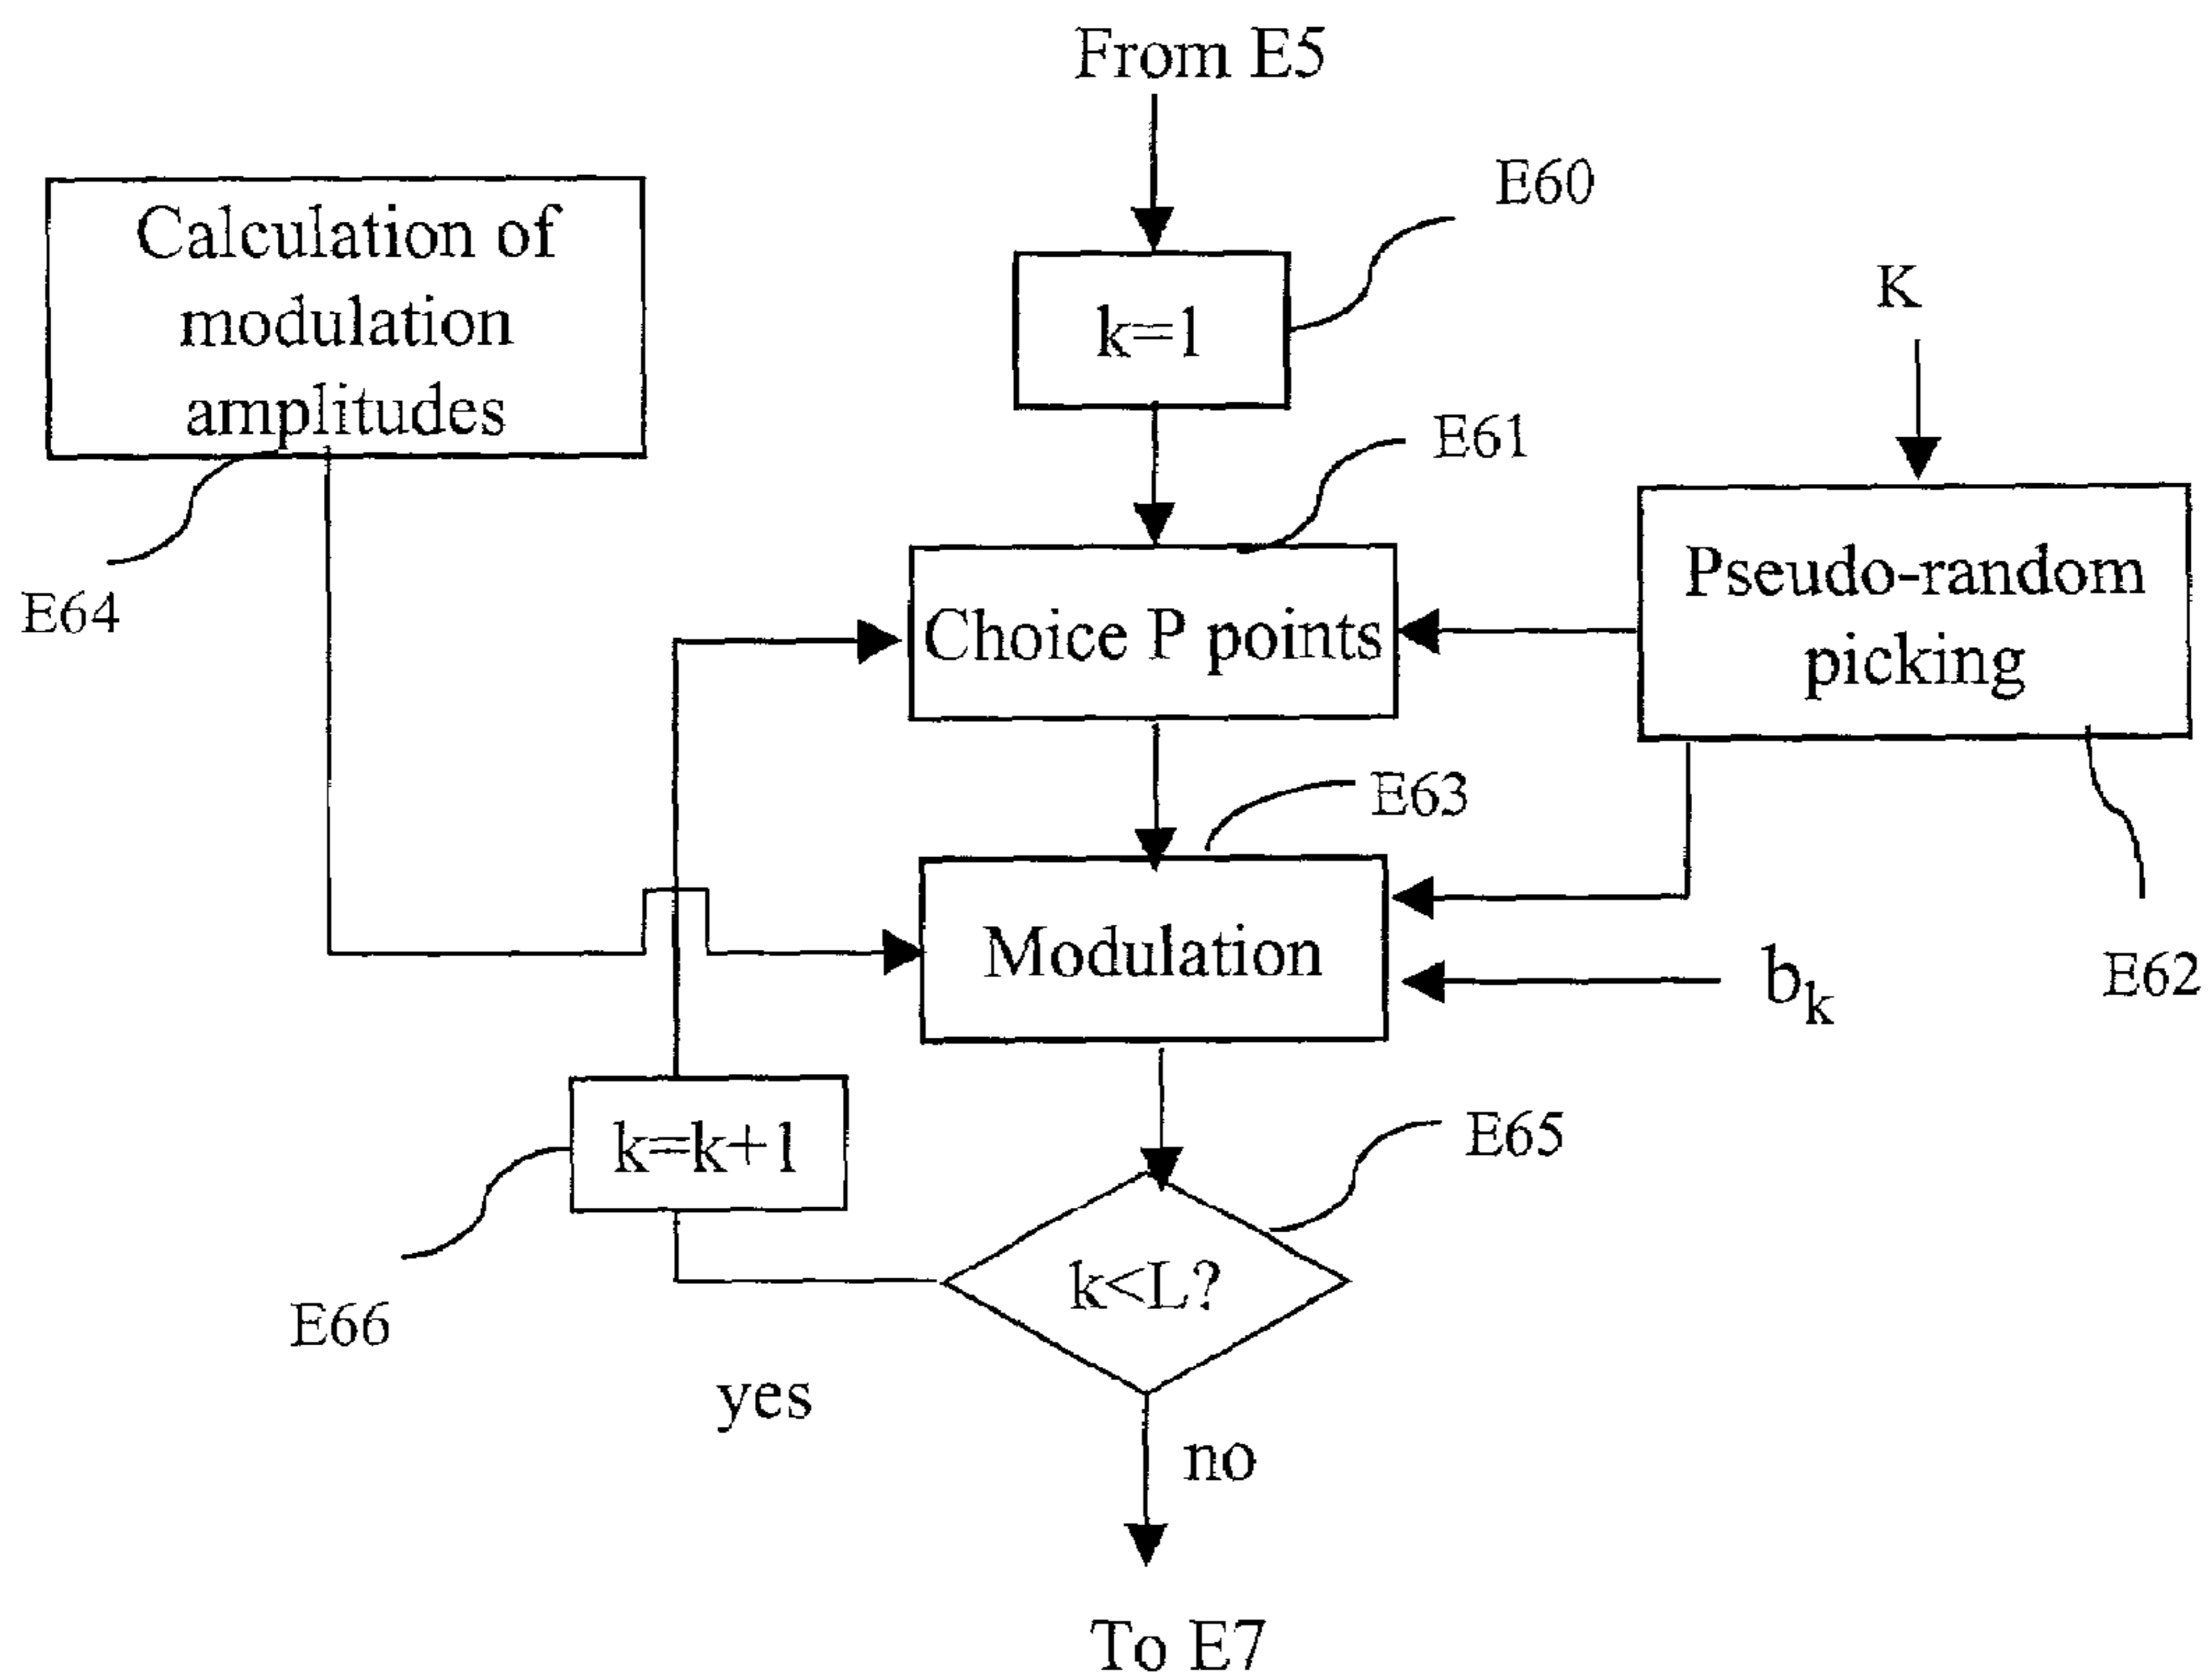 From E5
E60
Calculation of
modulation
amplitudes
k=1
K
E61
E64
Choice P points
Pseudo-random
picking
E63
Modulation
b_k
E62
k=k+1
E65
k<L?
E66
yes
no
To E7